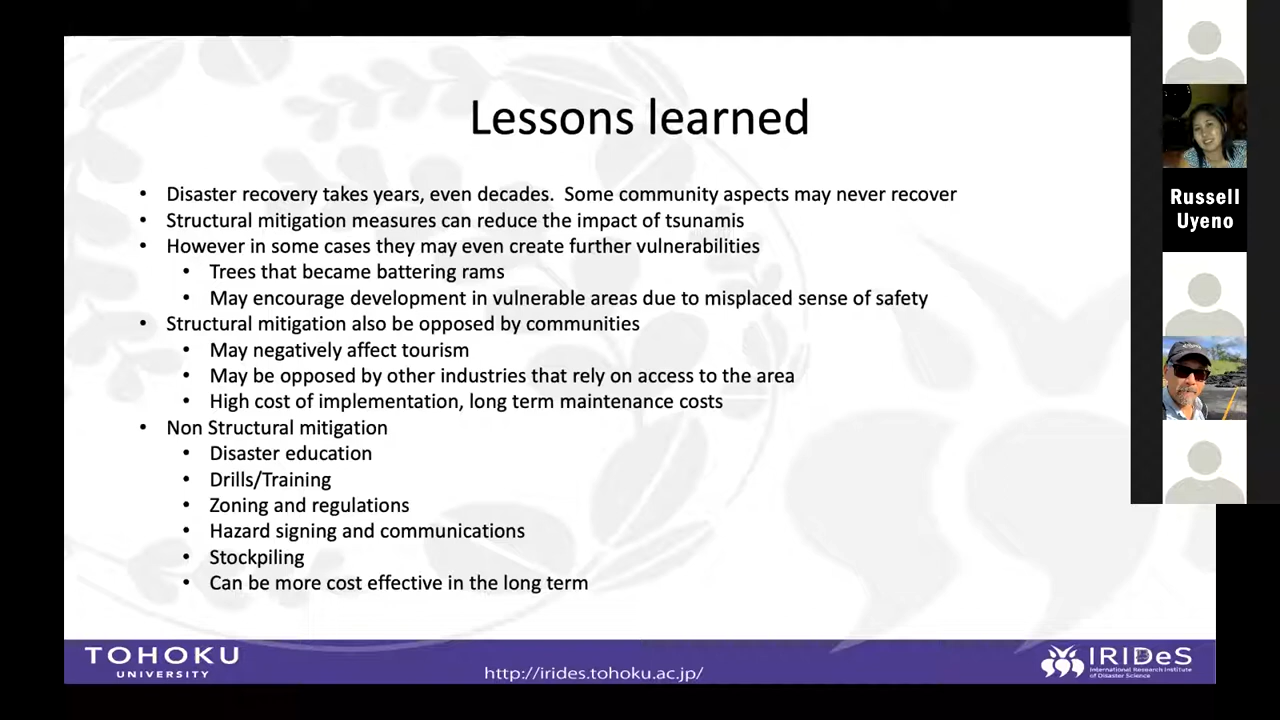 Lessons learned
• Disaster recovery takes years, even decades.  Some community aspects may never recover
• Structural mitigation measures can reduce the impact of tsunamis
• However in some cases they may even create further vulnerabilities
• Trees that became battering rams
• May encourage development in vulnerable areas due to misplaced sense of safety
• Structural mitigation also be opposed by communities
• May negatively affect tourism
• May be opposed by other industries that rely on access to the area
• High cost of implementation, long term maintenance costs
• Non Structural mitigation
• Disaster education
• Drills/Training
• Zoning and regulations
• Hazard signing and communications
• Stockpiling
• Can be more cost effective in the long term
Russell
Uyeno
TOHOKU
UNIVERSITY
http://irides.tohoku.ac.jp/
IRIDeS
International Research Institute
of Disaster Science